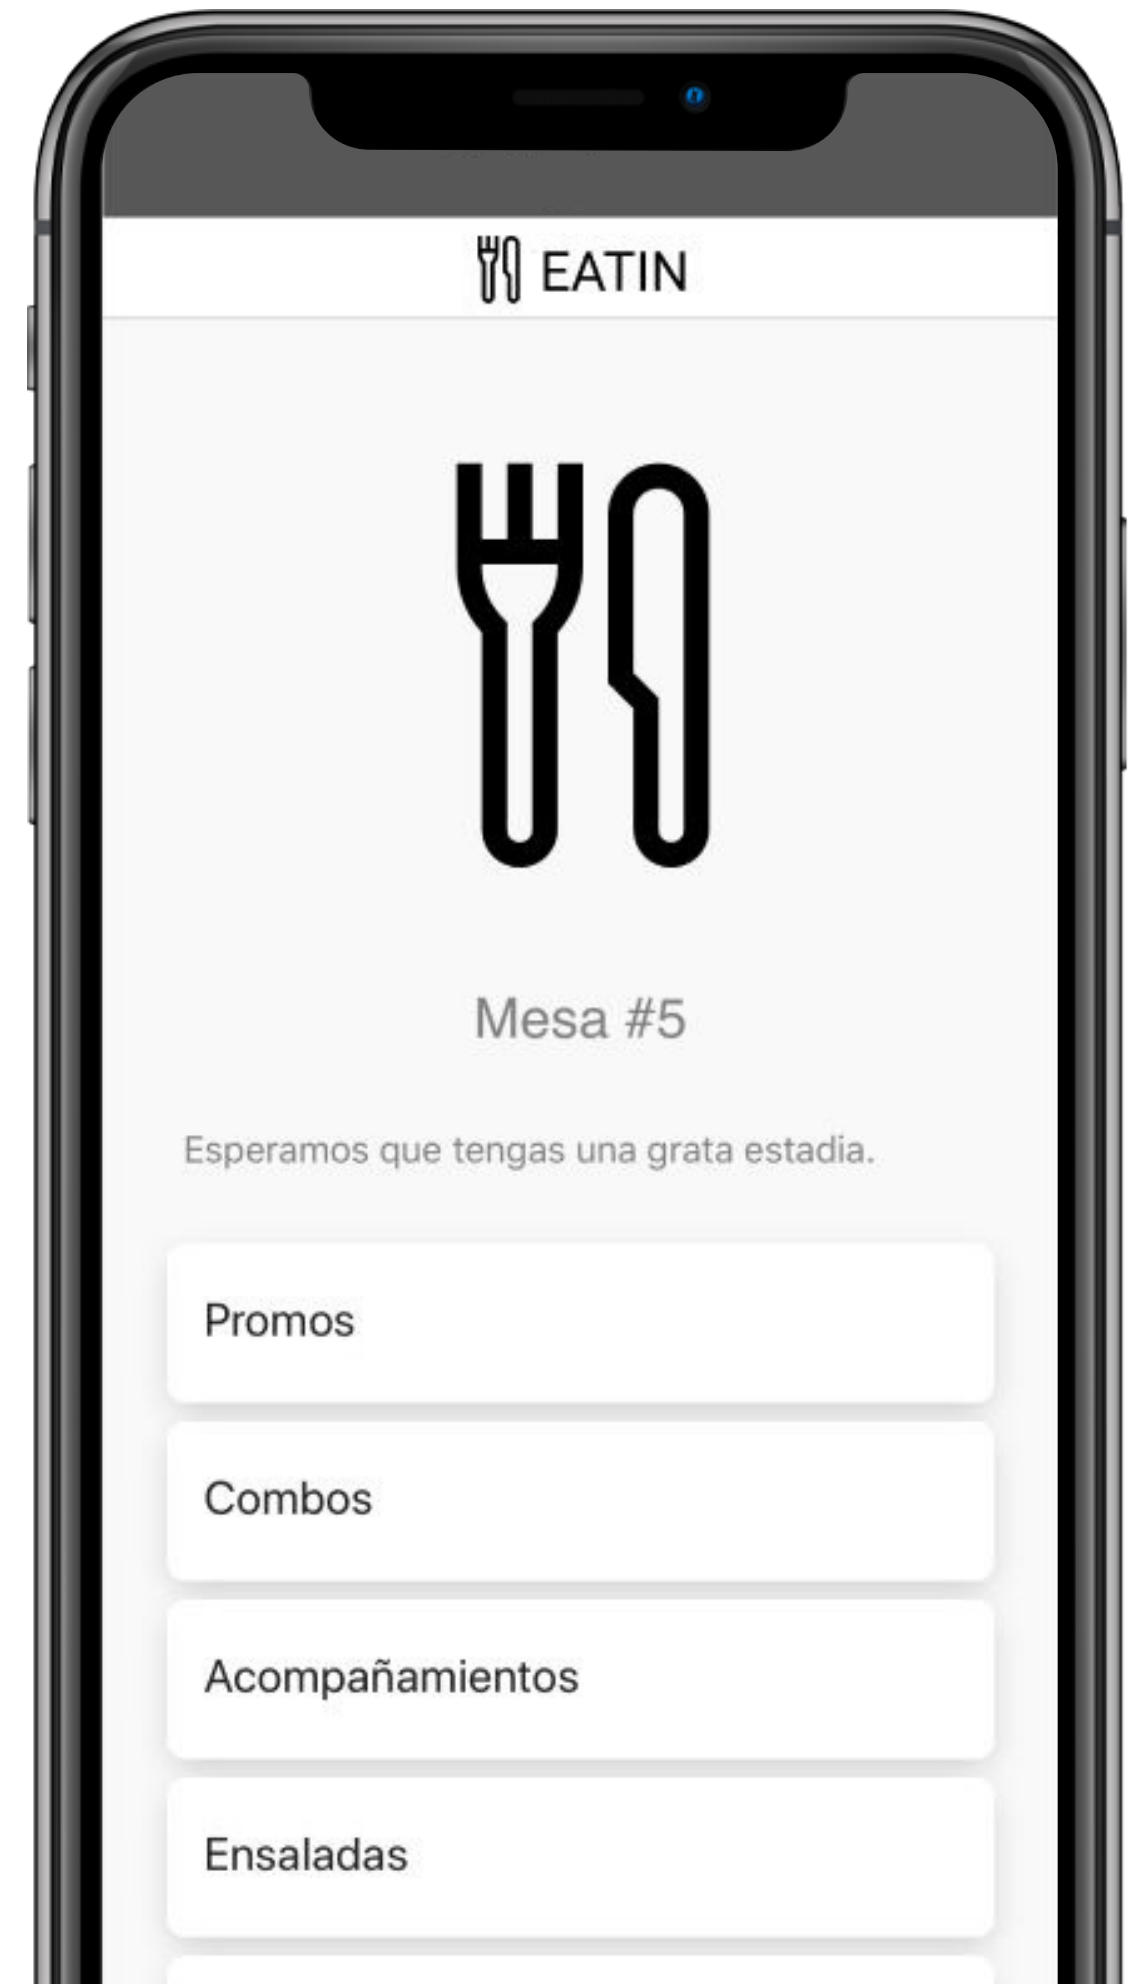 EATIN
Mesa #5
Esperamos que tengas una grata estadia.
Promos
Combos
Acompañamientos
Ensaladas